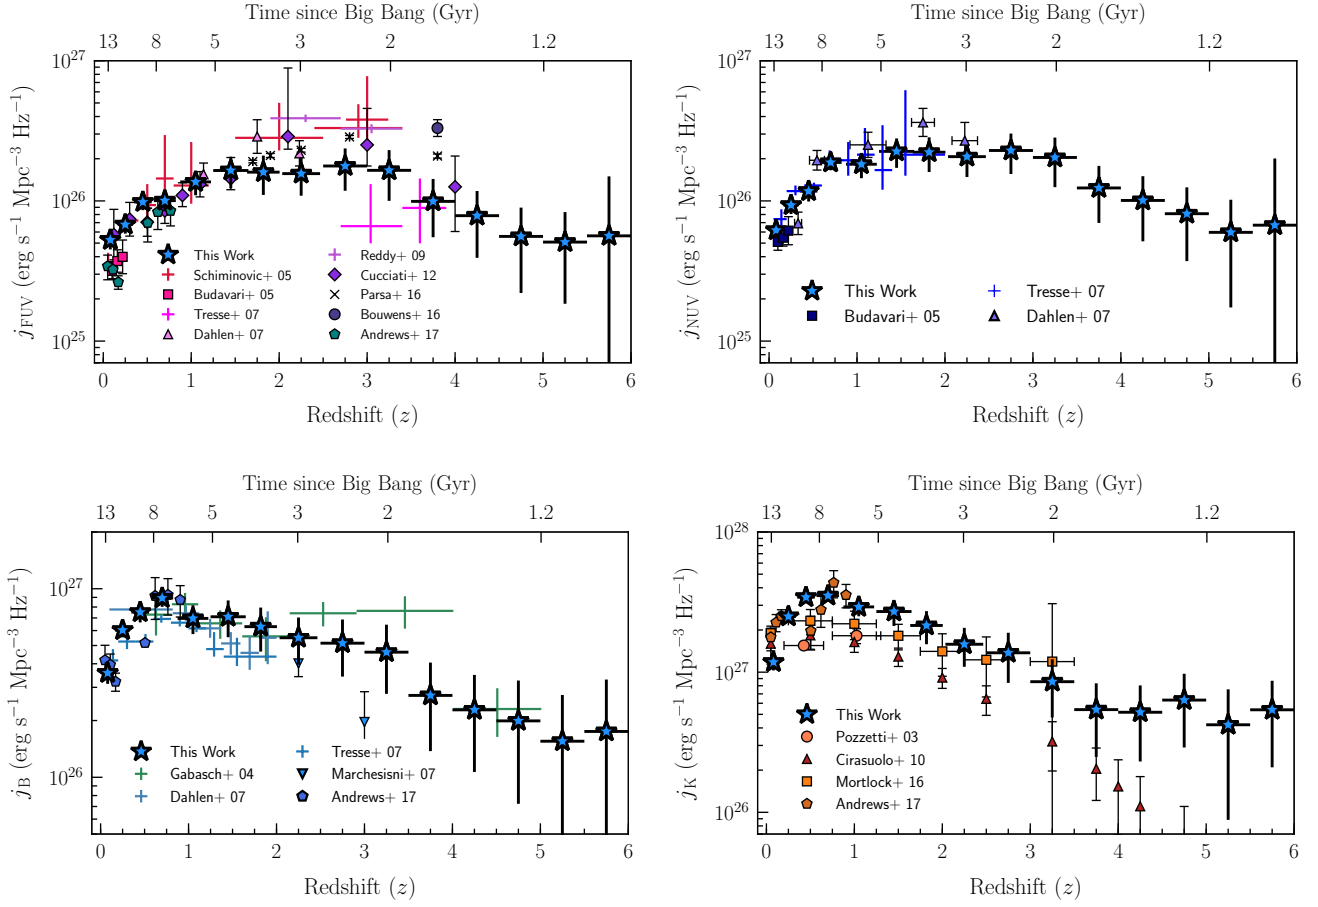 Time since Big Bang (Gyr)
13 8 5 3 2 1.2
10^27
10^26
10^25
j_FUV (erg s^−1 Mpc^−3 Hz^−1)
This Work
Schiminovic+ 05
Budavari+ 05
Tresse+ 07
Dahlen+ 07
Reddy+ 09
Cucciati+ 12
Parsa+ 16
Bouwens+ 16
Andrews+ 17
0 1 2 3 4 5 6
Redshift (z)
Time since Big Bang (Gyr)
13 8 5 3 2 1.2
10^27
10^26
10^25
j_NUV (erg s^−1 Mpc^−3 Hz^−1)
This Work
Budavari+ 05
Tresse+ 07
Dahlen+ 07
0 1 2 3 4 5 6
Redshift (z)
Time since Big Bang (Gyr)
13 8 5 3 2 1.2
10^27
10^26
j_B (erg s^−1 Mpc^−3 Hz^−1)
This Work
Gabasch+ 04
Dahlen+ 07
Tresse+ 07
Marchesisni+ 07
Andrews+ 17
0 1 2 3 4 5 6
Redshift (z)
Time since Big Bang (Gyr)
13 8 5 3 2 1.2
10^28
10^27
10^26
j_K (erg s^−1 Mpc^−3 Hz^−1)
This Work
Pozzetti+ 03
Cirasuolo+ 10
Mortlock+ 16
Andrews+ 17
0 1 2 3 4 5 6
Redshift (z)